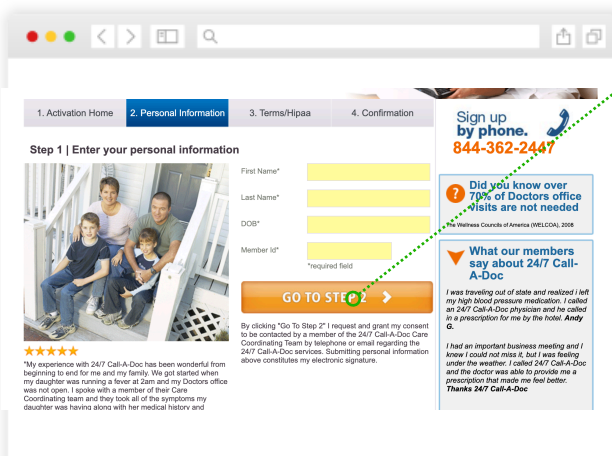 1. Activation Home
2. Personal Information
3. Terms/Hipaa
4. Confirmation
Step 1 | Enter your personal information
First Name*
Last Name*
DOB*
Member Id*
*required field
GO TO STEP 2
By clicking "Go To Step 2" I request and grant my consent
to be contacted by a member of the 24/7 Call-A-Doc Care
Coordinating Team by telephone or email regarding the
24/7 Call-A-Doc services. Submitting personal information
above constitutes my electronic signature.
"My experience with 24/7 Call-A-Doc has been wonderful from
beginning to end for me and my family. We got started when
my daughter was running a fever at 2am and my Doctors office
was not open. I spoke with a member of their Care
Coordinating team and they took all of the symptoms my
daughter was having along with her medical history and
Sign up
by phone.
844-362-2447
Did you know over
70% of Doctors office
visits are not needed
The Wellness Councils of America (WELCOA), 2008
What our members
say about 24/7 Call-
A-Doc
I was traveling out of state and realized i left
my high blood pressure medication. I called
an 24/7 Call-A-Doc physician and he called
in a prescription for me by the hotel. Andy
G.
I had an important business meeting and I
knew I could not miss it, but I was feeling
under the weather. I called 24/7 Call-A-Doc
and the doctor was able to provide me a
prescription that made me feel better.
Thanks 24/7 Call-A-Doc